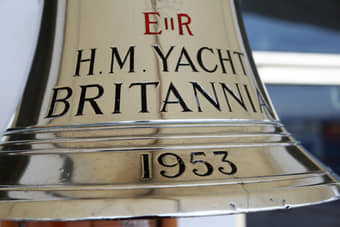 EIIR
H.M. YACHT
BRITANNIA
1953